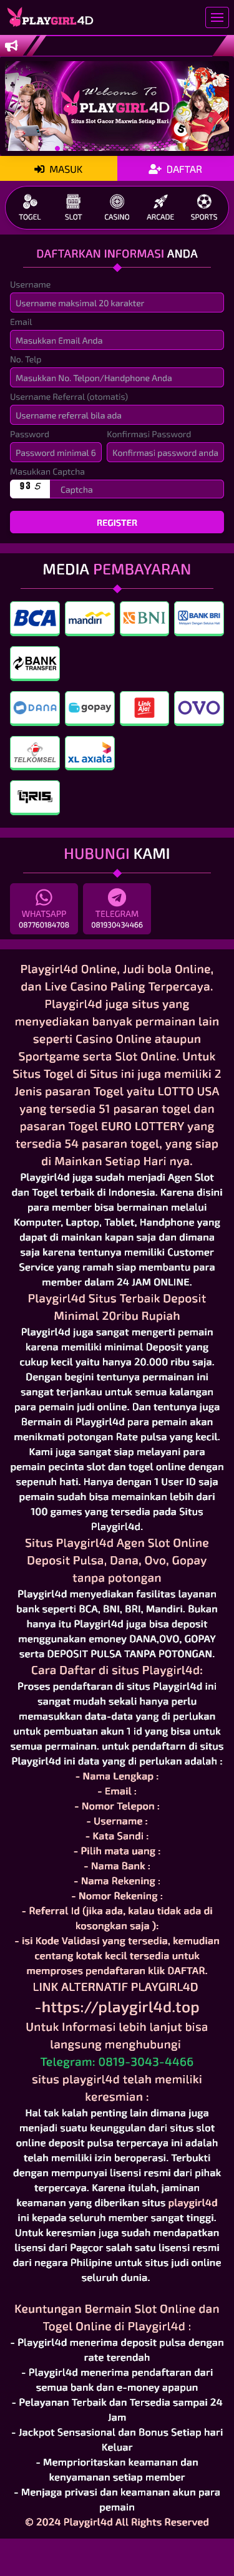 PLAYGIRL4D
Welcome To
PLAYGIRL4D
Situs Slot Gacor Maxwin Setiap Hari
MASUK
DAFTAR
TOGEL
SLOT
CASINO
ARCADE
SPORTS
DAFTARKAN INFORMASI ANDA
Username
Username maksimal 20 karakter
Email
Masukkan Email Anda
No. Telp
Masukkan No. Telpon/Handphone Anda
Username Referral (otomatis)
Username referral bila ada
Password
Konfirmasi Password
Password minimal 6
Konfirmasi password anda
Masukkan Captcha
93 5
Captcha
REGISTER
MEDIA PEMBAYARAN
BCA
mandiri
BNI
BANK BRI
BANK TRANSFER
DANA
gopay
LinkAja!
OVO
TELKOMSEL
XL AXIATA
QRIS
HUBUNGI KAMI
WHATSAPP
087760184708
TELEGRAM
081930434466
Playgirl4d Online, Judi bola Online,
dan Live Casino Paling Terpercaya.
Playgirl4d juga situs yang
menyediakan banyak permainan lain
seperti Casino Online ataupun
Sportgame serta Slot Online. Untuk
Situs Togel di Situs ini juga memiliki 2
Jenis pasaran Togel yaitu LOTTO USA
yang tersedia 51 pasaran togel dan
pasaran Togel EURO LOTTERY yang
tersedia 54 pasaran togel, yang siap
di Mainkan Setiap Hari nya.
Playgirl4d juga sudah menjadi Agen Slot
dan Togel terbaik di Indonesia. Karena disini
para member bisa bermainan melalui
Komputer, Laptop, Tablet, Handphone yang
dapat di mainkan kapan saja dan dimana
saja karena tentunya memiliki Customer
Service yang ramah siap membantu para
member dalam 24 JAM ONLINE.
Playgirl4d Situs Terbaik Deposit
Minimal 20ribu Rupiah
Playgirl4d juga sangat mengerti pemain
karena memiliki minimal Deposit yang
cukup kecil yaitu hanya 20.000 ribu saja.
Dengan begini tentunya permainan ini
sangat terjankau untuk semua kalangan
para pemain judi online. Dan tentunya juga
Bermain di Playgirl4d para pemain akan
menikmati potongan Rate pulsa yang kecil.
Kami juga sangat siap melayani para
pemain pecinta slot dan togel online dengan
sepenuh hati. Hanya dengan 1 User ID saja
pemain sudah bisa memainkan lebih dari
100 games yang tersedia pada Situs
Playgirl4d.
Situs Playgirl4d Agen Slot Online
Deposit Pulsa, Dana, Ovo, Gopay
tanpa potongan
Playgirl4d menyediakan fasilitas layanan
bank seperti BCA, BNI, BRI, Mandiri. Bukan
hanya itu Playgirl4d juga bisa deposit
menggunakan emoney DANA,OVO, GOPAY
serta DEPOSIT PULSA TANPA POTONGAN.
Cara Daftar di situs Playgirl4d:
Proses pendaftaran di situs Playgirl4d ini
sangat mudah sekali hanya perlu
memasukkan data-data yang di perlukan
untuk pembuatan akun 1 id yang bisa untuk
semua permainan. untuk pendaftarn di situs
Playgirl4d ini data yang di perlukan adalah :
- Nama Lengkap :
- Email :
- Nomor Telepon :
- Username :
- Kata Sandi :
- Pilih mata uang :
- Nama Bank :
- Nama Rekening :
- Nomor Rekening :
- Referral Id (jika ada, kalau tidak ada di
kosongkan saja ):
- isi Kode Validasi yang tersedia, kemudian
centang kotak kecil tersedia untuk
memproses pendaftaran klik DAFTAR.
LINK ALTERNATIF PLAYGIRL4D
-https://playgirl4d.top
Untuk Informasi lebih lanjut bisa
langsung menghubungi
Telegram: 0819-3043-4466
situs playgirl4d telah memiliki
keresmian :
Hal tak kalah penting lain dimana juga
menjadi suatu keunggulan dari situs slot
online deposit pulsa terpercaya ini adalah
telah memiliki izin beroperasi. Terbukti
dengan mempunyai lisensi resmi dari pihak
terpercaya. Karena itulah, jaminan
keamanan yang diberikan situs playgirl4d
ini kepada seluruh member sangat tinggi.
Untuk keresmian juga sudah mendapatkan
lisensi dari Pagcor salah satu lisensi resmi
dari negara Philipine untuk situs judi online
seluruh dunia.
Keuntungan Bermain Slot Online dan
Togel Online di Playgirl4d :
- Playgirl4d menerima deposit pulsa dengan
rate terendah
- Playgirl4d menerima pendaftaran dari
semua bank dan e-money apapun
- Pelayanan Terbaik dan Tersedia sampai 24
Jam
- Jackpot Sensasional dan Bonus Setiap hari
Keluar
- Memprioritaskan keamanan dan
kenyamanan setiap member
- Menjaga privasi dan keamanan akun para
pemain
© 2024 Playgirl4d All Rights Reserved